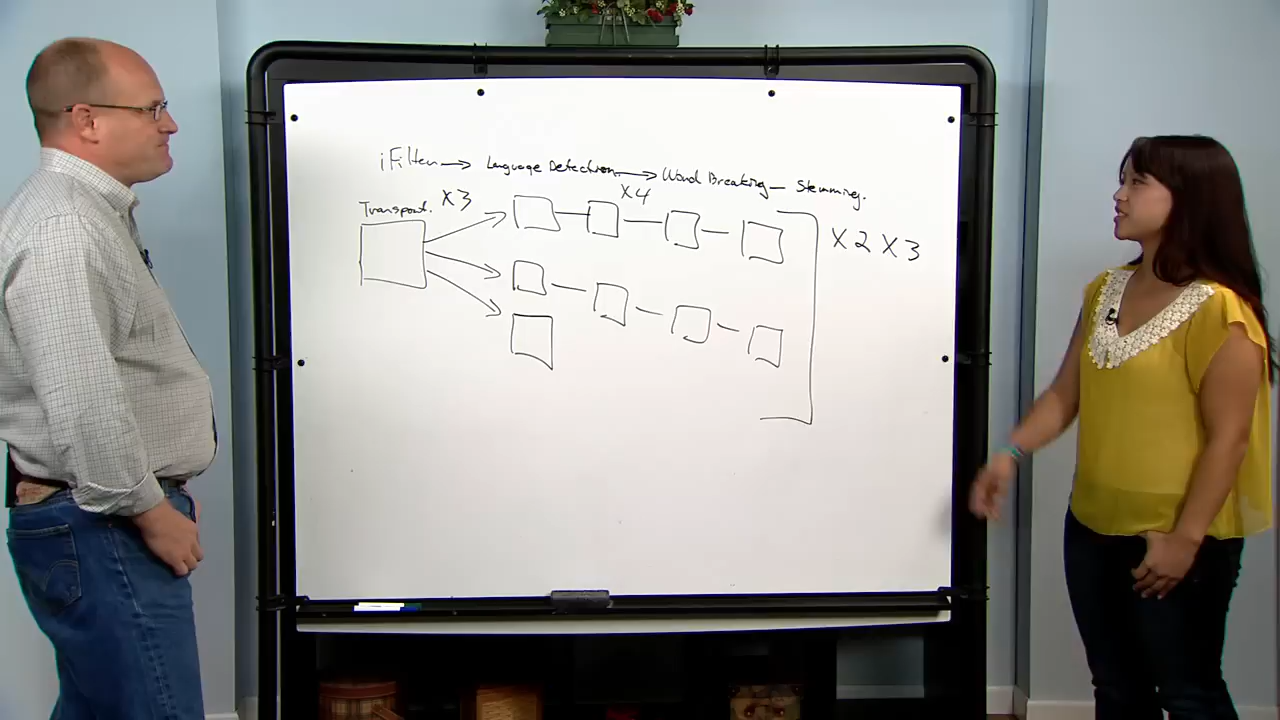 iFilter → Language Detection → Word Breaking — Stemming.
Transport. X3
X4
X2 X3